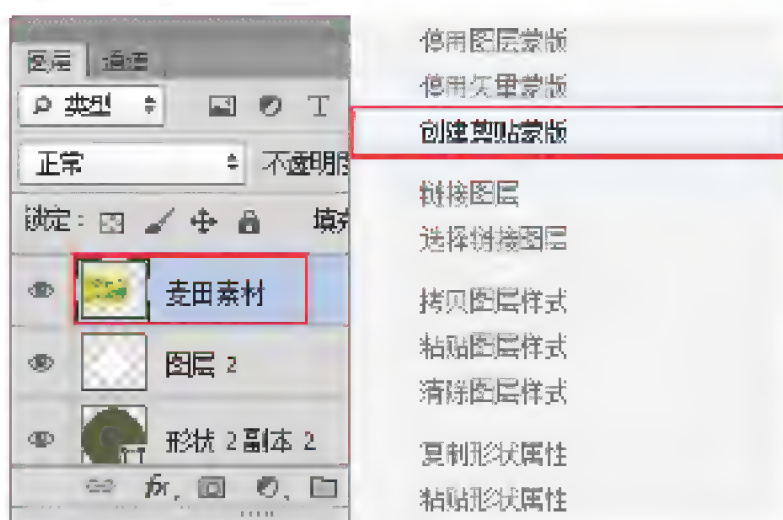 图层 通道
类型
T
正常 不透明度
锁定: 填充
麦田素材
图层 2
形状 2 副本 2
fx
停用图层蒙版
停用矢量蒙版
创建剪贴蒙版
链接图层
选择链接图层
拷贝图层样式
粘贴图层样式
清除图层样式
复制形状属性
粘贴形状属性